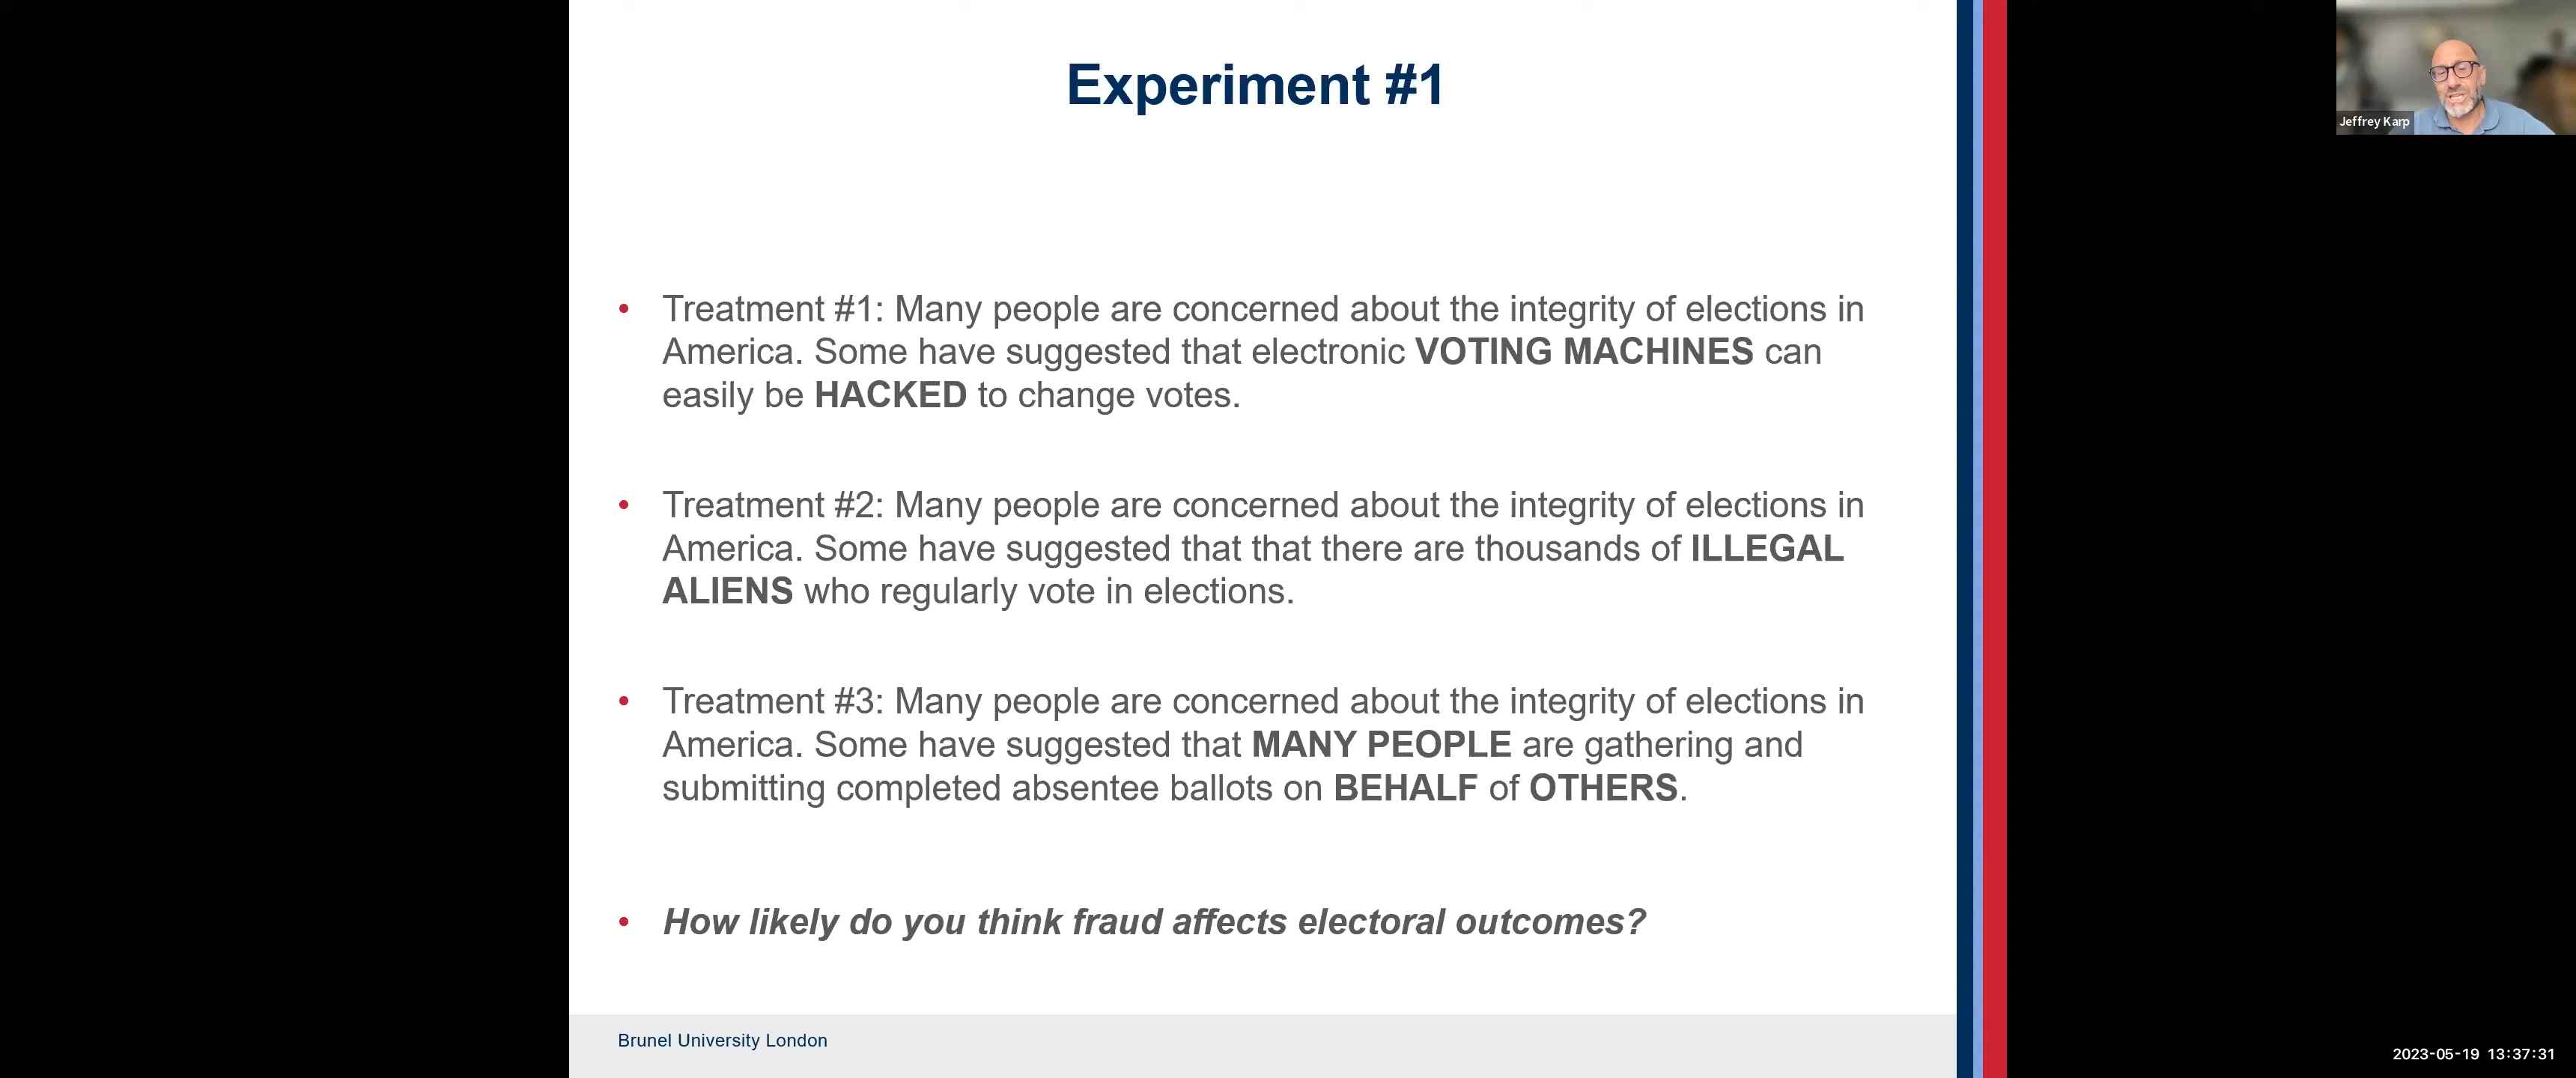 Experiment #1
Jeffrey Karp
• Treatment #1: Many people are concerned about the integrity of elections in
America. Some have suggested that electronic VOTING MACHINES can
easily be HACKED to change votes.
• Treatment #2: Many people are concerned about the integrity of elections in
America. Some have suggested that that there are thousands of ILLEGAL
ALIENS who regularly vote in elections.
• Treatment #3: Many people are concerned about the integrity of elections in
America. Some have suggested that MANY PEOPLE are gathering and
submitting completed absentee ballots on BEHALF of OTHERS.
• How likely do you think fraud affects electoral outcomes?
Brunel University London
2023-05-19 13:37:31